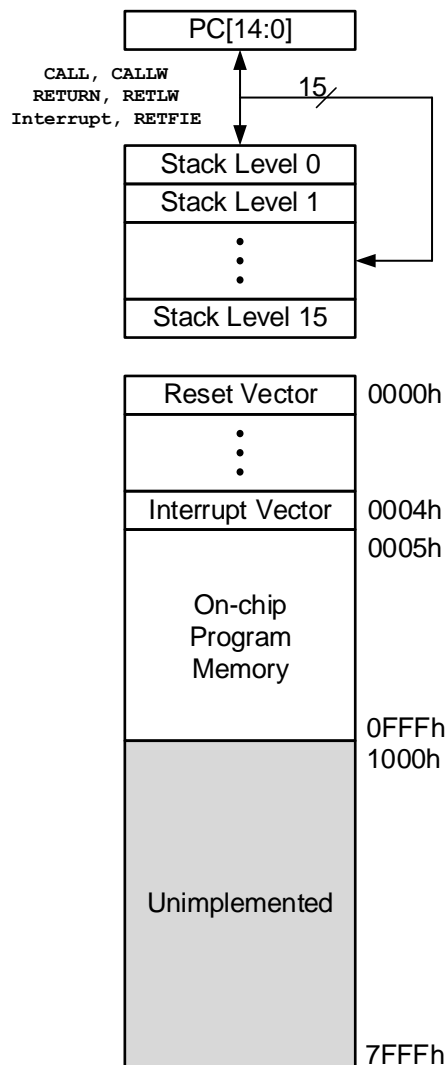 PC[14:0]
CALL, CALLW
RETURN, RETLW
Interrupt, RETFIE
15
Stack Level 0
Stack Level 1
Stack Level 15
Reset Vector 0000h
Interrupt Vector 0004h
0005h
On-chip
Program
Memory
0FFFh
1000h
Unimplemented
7FFFh